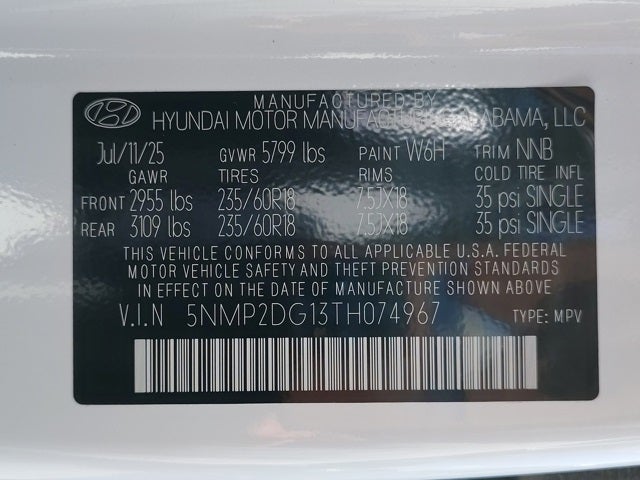 MANUFACTURED BY
HYUNDAI MOTOR MANUFACTURING ALABAMA, LLC
Jul/11/25 GVWR 5799 lbs PAINT W6H TRIM NNB
GAWR TIRES RIMS COLD TIRE INFL
FRONT 2955 lbs 235/60R18 7.5JX18 35 psi SINGLE
REAR 3109 lbs 235/60R18 7.5JX18 35 psi SINGLE
THIS VEHICLE CONFORMS TO ALL APPLICABLE U.S.A. FEDERAL
MOTOR VEHICLE SAFETY AND THEFT PREVENTION STANDARDS
IN EFFECT ON THE DATE OF MANUFACTURE SHOWN ABOVE.
V.I.N 5NMP2DG13TH074967 TYPE: MPV